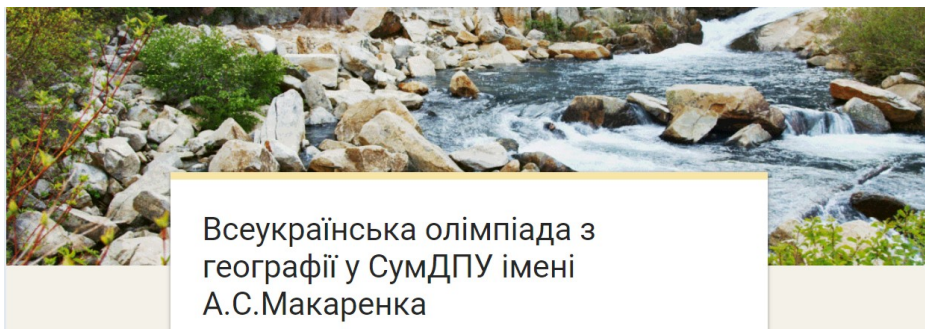 Всеукраїнська олімпіада з
географії у СумДПУ імені
А.С.Макаренка